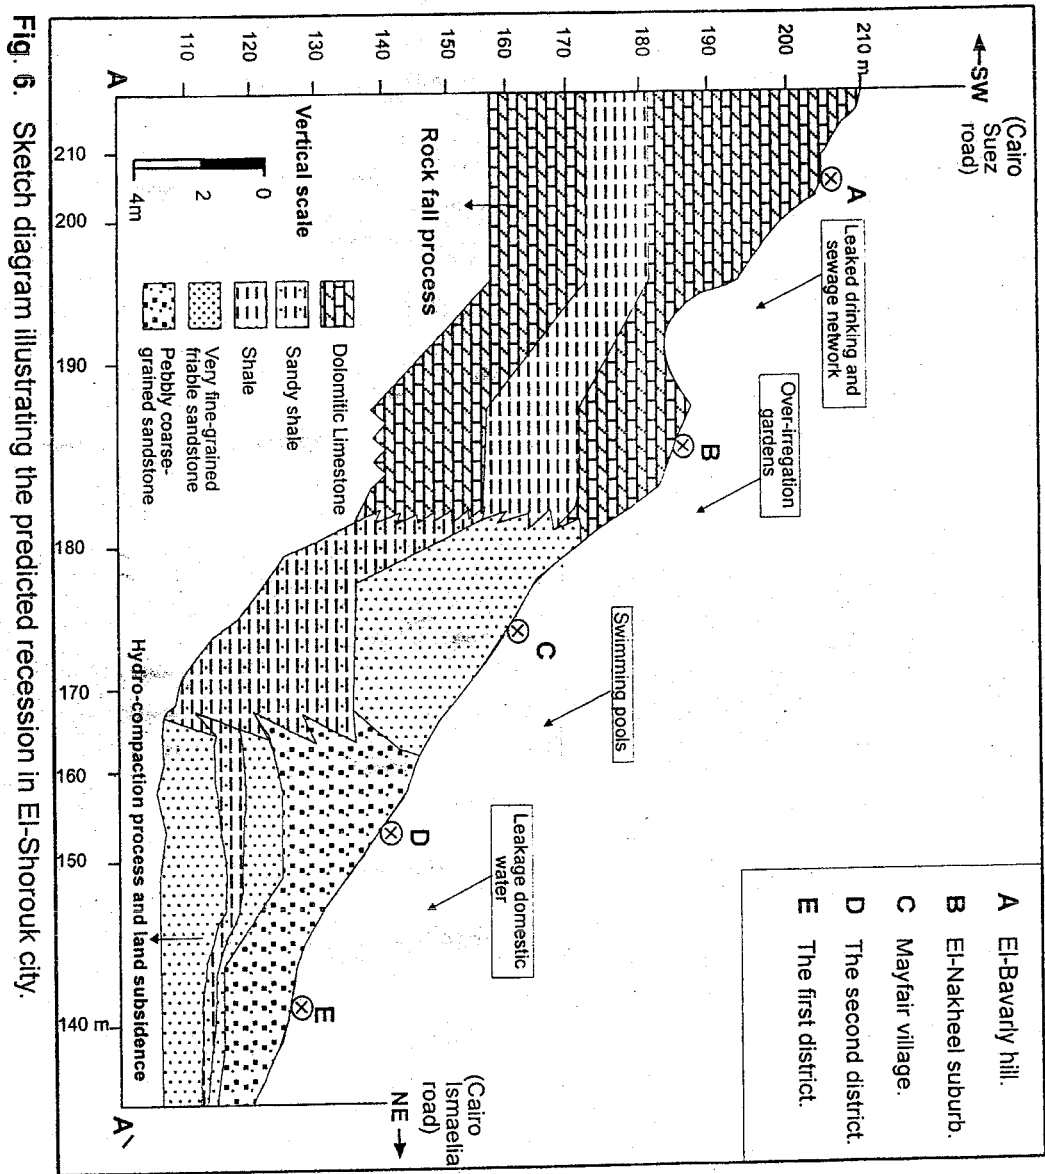 SW
(Cairo
Suez
road)
210 m
200
190
180
170
160
150
140
130
120
110
A
A
B
C
D
E
Leaked drinking and
sewage network
Over-irregation
gardens
Swimming pools
Leakage domestic
water
A El-Bavarly hill.
B El-Nakheel suburb.
C Mayfair village.
D The second district.
E The first district.
NE
(Cairo
Ismaelia
road)
Rock fall process
Vertical scale
0
2
4m
Dolomitic Limestone
Sandy shale
Shale
Very fine-grained
friable sandstone
Pebbly coarse-
grained sandstone
Hydro-compaction process and land subsidence
210
200
190
180
170
160
150
140 m
A\
Fig. 6. Sketch diagram illustrating the predicted recession in El-Shorouk city.